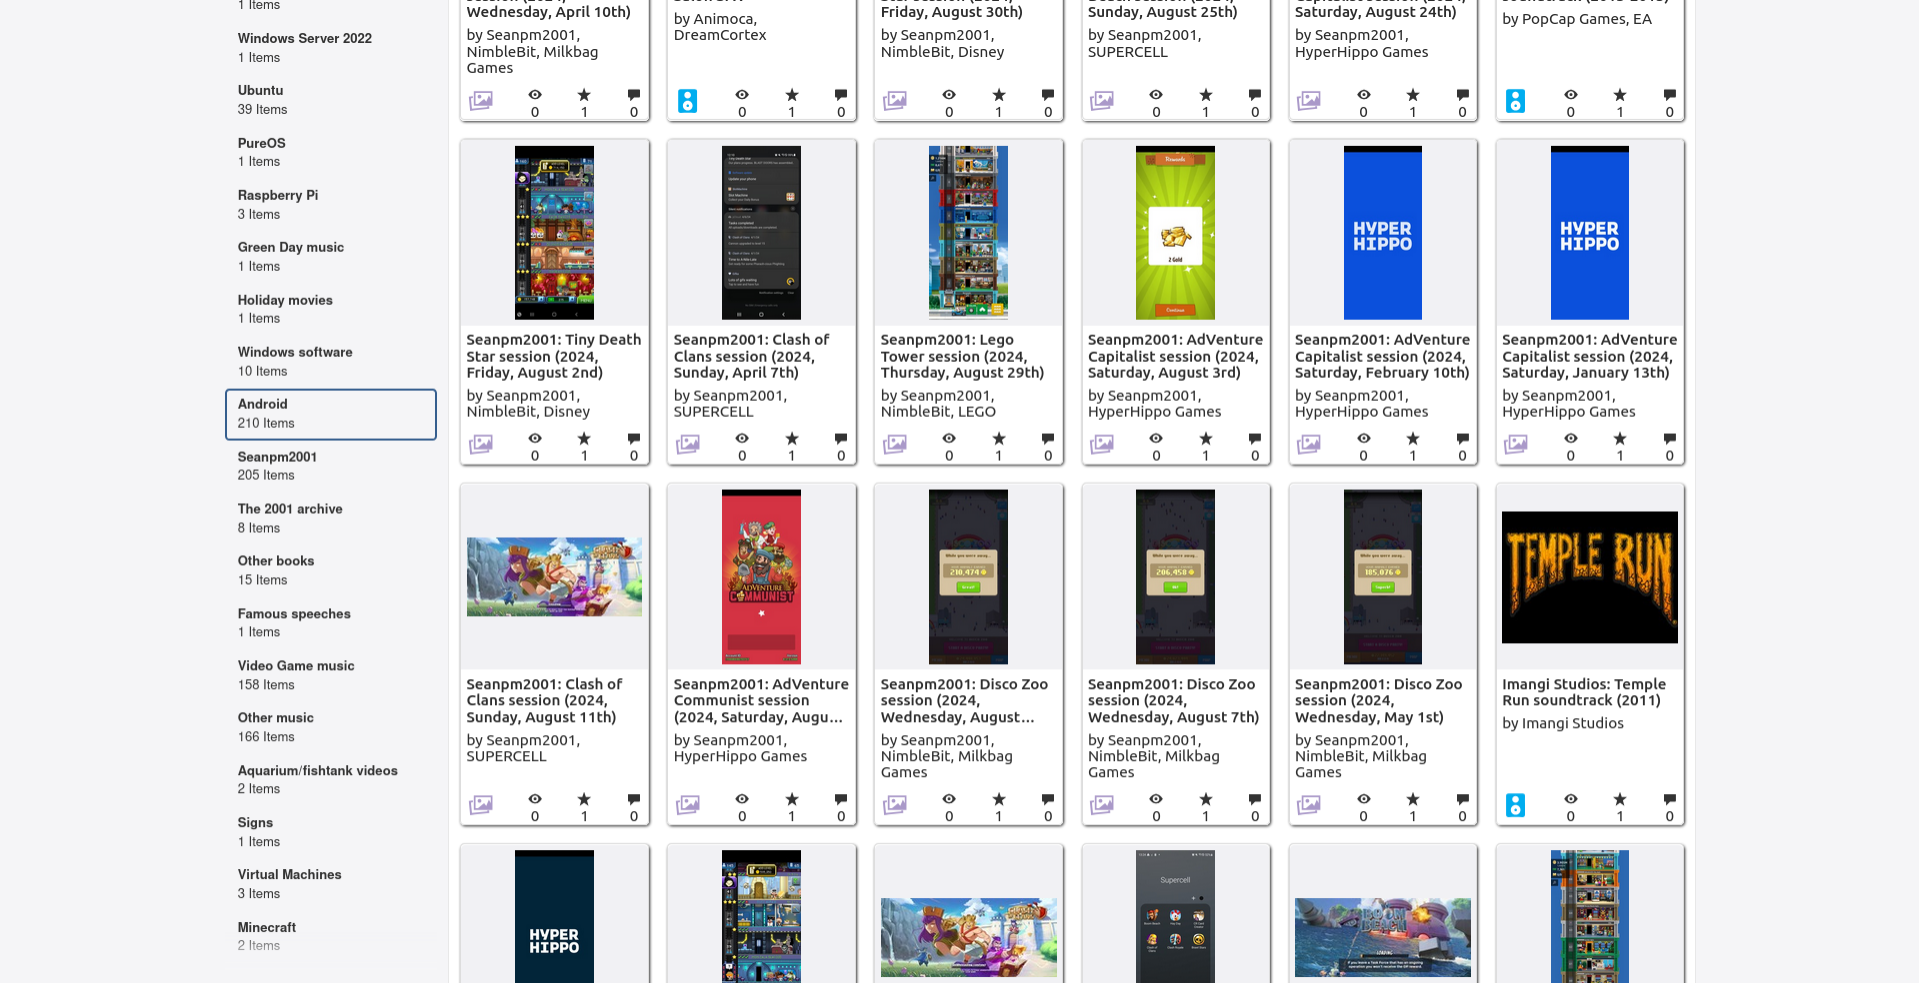 1 Items
Windows Server 2022
1 Items
Ubuntu
39 Items
PureOS
1 Items
Raspberry Pi
3 Items
Green Day music
1 Items
Holiday movies
1 Items
Windows software
10 Items
Android
210 Items
Seanpm2001
205 Items
The 2001 archive
8 Items
Other books
15 Items
Famous speeches
1 Items
Video Game music
158 Items
Other music
166 Items
Aquarium/fishtank videos
2 Items
Signs
1 Items
Virtual Machines
3 Items
Minecraft
2 Items
Wednesday, April 10th)
by Seanpm2001,
NimbleBit, Milkbag
Games
0 1 0
by Animoca,
DreamCortex
0 1 0
Friday, August 30th)
by Seanpm2001,
NimbleBit, Disney
0 1 0
Sunday, August 25th)
by Seanpm2001,
SUPERCELL
0 1 0
Saturday, August 24th)
by Seanpm2001,
HyperHippo Games
0 1 0
by PopCap Games, EA
0 1 0
Seanpm2001: Tiny Death
Star session (2024,
Friday, August 2nd)
by Seanpm2001,
NimbleBit, Disney
0 1 0
Seanpm2001: Clash of
Clans session (2024,
Sunday, April 7th)
by Seanpm2001,
SUPERCELL
0 1 0
Seanpm2001: Lego
Tower session (2024,
Thursday, August 29th)
by Seanpm2001,
NimbleBit, LEGO
0 1 0
Rewards
2 Gold
Continue
Seanpm2001: AdVenture
Capitalist session (2024,
Saturday, August 3rd)
by Seanpm2001,
HyperHippo Games
0 1 0
HYPER
HIPPO
Seanpm2001: AdVenture
Capitalist session (2024,
Saturday, February 10th)
by Seanpm2001,
HyperHippo Games
0 1 0
HYPER
HIPPO
Seanpm2001: AdVenture
Capitalist session (2024,
Saturday, January 13th)
by Seanpm2001,
HyperHippo Games
0 1 0
Seanpm2001: Clash of
Clans session (2024,
Sunday, August 11th)
by Seanpm2001,
SUPERCELL
0 1 0
ADVENTURE
COMMUNIST
Seanpm2001: AdVenture
Communist session
(2024, Saturday, Augu...
by Seanpm2001,
HyperHippo Games
0 1 0
While you were away...
210,474
Seanpm2001: Disco Zoo
session (2024,
Wednesday, August...
by Seanpm2001,
NimbleBit, Milkbag
Games
0 1 0
While you were away...
206,458
Seanpm2001: Disco Zoo
session (2024,
Wednesday, August 7th)
by Seanpm2001,
NimbleBit, Milkbag
Games
0 1 0
While you were away...
185,076
Seanpm2001: Disco Zoo
session (2024,
Wednesday, May 1st)
by Seanpm2001,
NimbleBit, Milkbag
Games
0 1 0
TEMPLE RUN
Imangi Studios: Temple
Run soundtrack (2011)
by Imangi Studios
0 1 0
HYPER
HIPPO
Supercell
BOOM
BEACH
LOADING